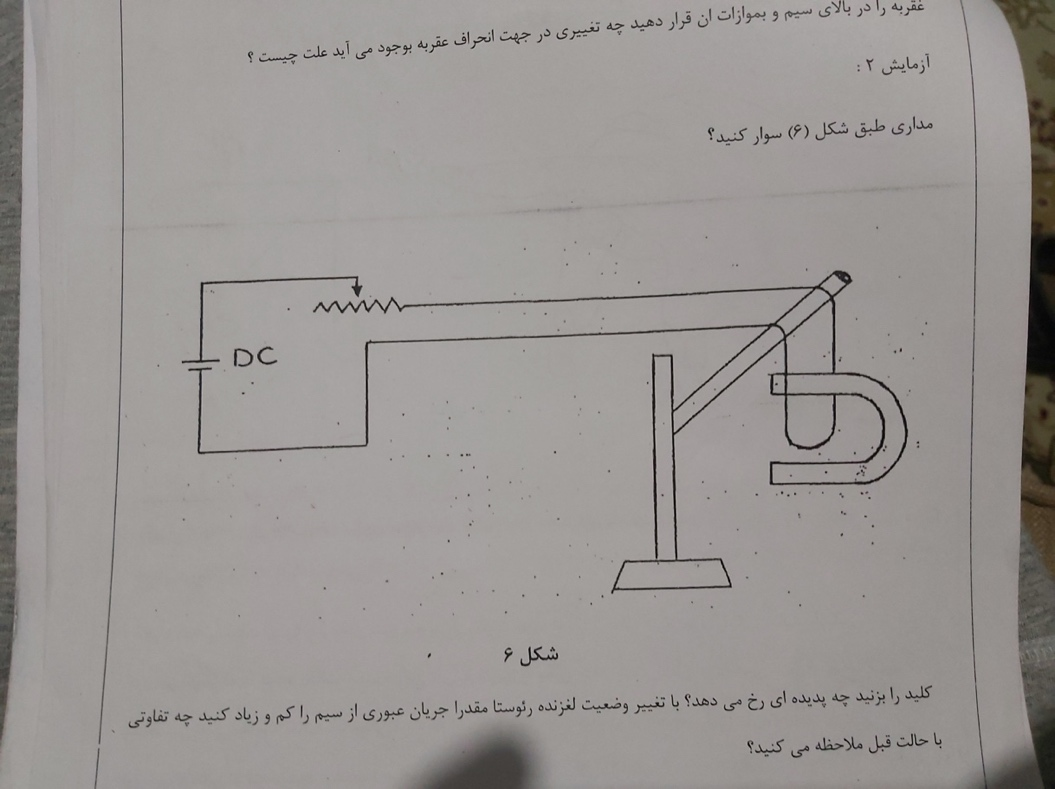 عقربه را در بالای سیم و بموازات ان قرار دهید چه تغییری در جهت انحراف عقربه بوجود می آید علت چیست ؟
آزمایش ۲ :
مداری طبق شکل (۶) سوار کنید؟
DC
شکل ۶
کلید را بزنید چه پدیده ای رخ می دهد؟ با تغییر وضعیت لغزنده رئوستا مقدرا جریان عبوری از سیم را کم و زیاد کنید چه تفاوتی
با حالت قبل ملاحظه می کنید؟